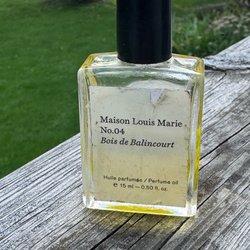 Maison Louis Marie
No.04
Bois de Balincourt
Huile parfumée / Perfume oil
e 15 ml – 0.50 fl. oz.